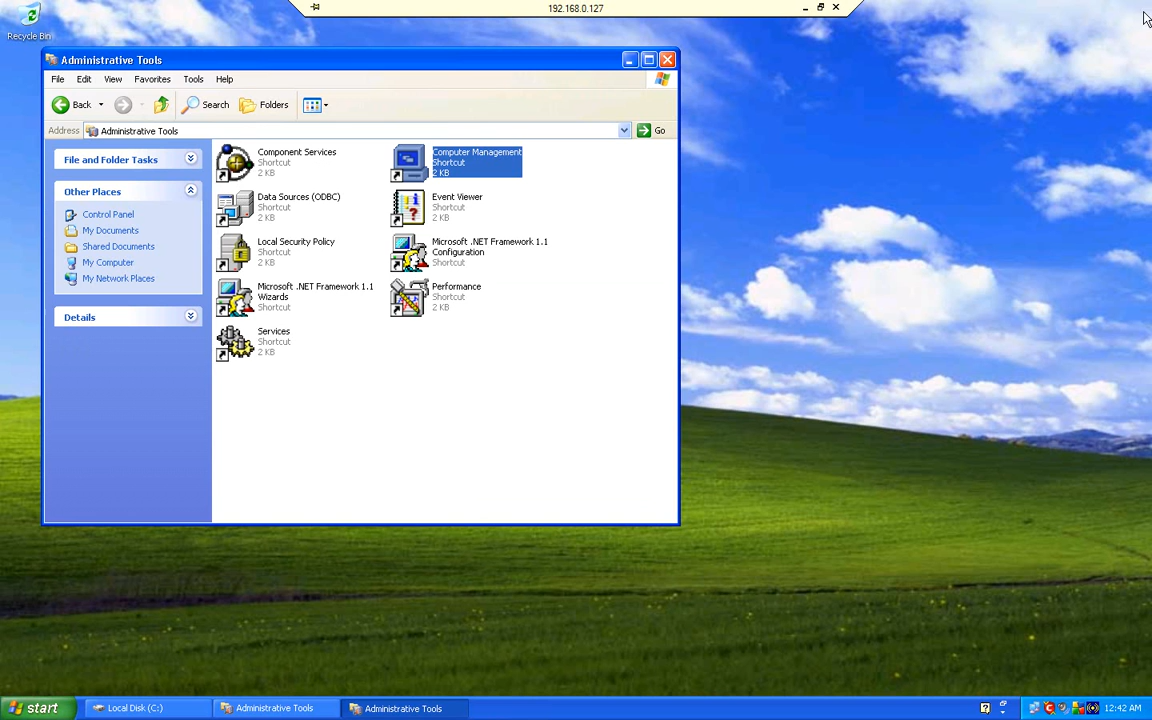 192.168.0.127
Recycle Bin
Administrative Tools
File Edit View Favorites Tools Help
Back Search Folders
Address Administrative Tools Go
File and Folder Tasks
Other Places
Control Panel
My Documents
Shared Documents
My Computer
My Network Places
Details
Component Services
Shortcut
2 KB
Computer Management
Shortcut
2 KB
Data Sources (ODBC)
Shortcut
2 KB
Event Viewer
Shortcut
2 KB
Local Security Policy
Shortcut
2 KB
Microsoft .NET Framework 1.1
Configuration
Shortcut
Microsoft .NET Framework 1.1
Wizards
Shortcut
Performance
Shortcut
2 KB
Services
Shortcut
2 KB
start Local Disk (C:) Administrative Tools Administrative Tools 12:42 AM